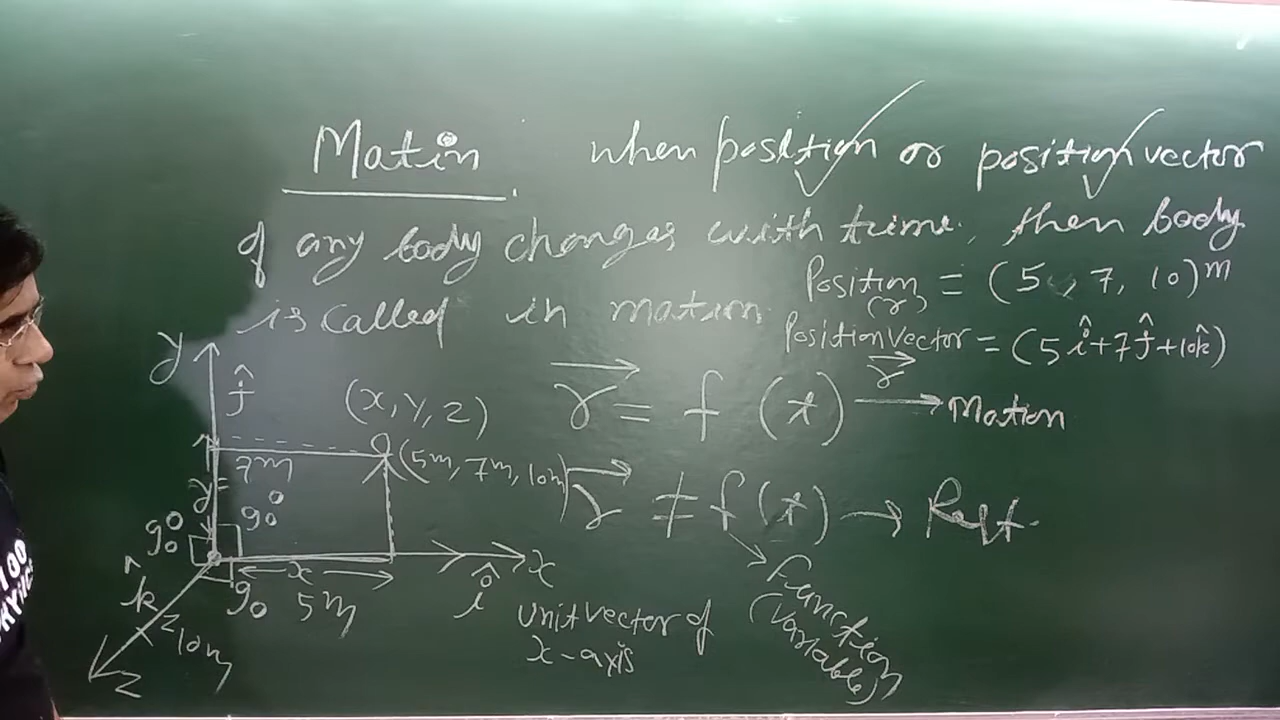 Motion when position or position vector
of any body changes with time, then body
is called in motion
Position (r) = (5, 7, 10)m
Position Vector r⃗ = (5î+7ĵ+10k̂)
r⃗ = f (t) → Motion
r⃗ ≠ f (t) → Rest.
Function
(Variable)
Y
ĵ
(x, y, z)
(5m, 7m, 10m)
y=7m
90°
90°
90°
x
5m
X
î
unit vector of
x-axis
k̂
z
10m
Z